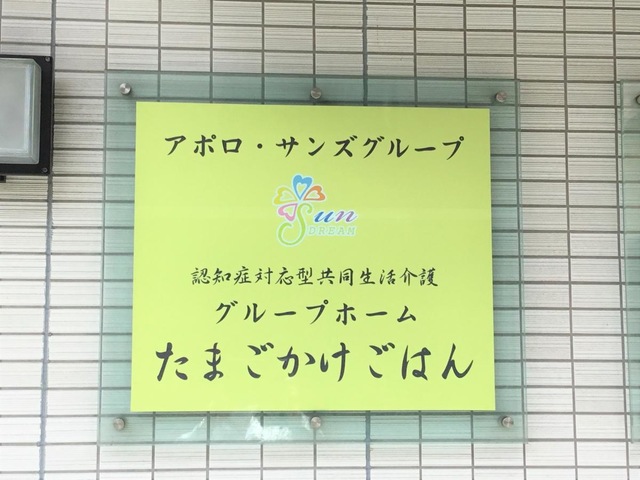 アポロ・サンズグループ
Sun
DREAM
認知症対応型共同生活介護
グループホーム
たまごかけごはん